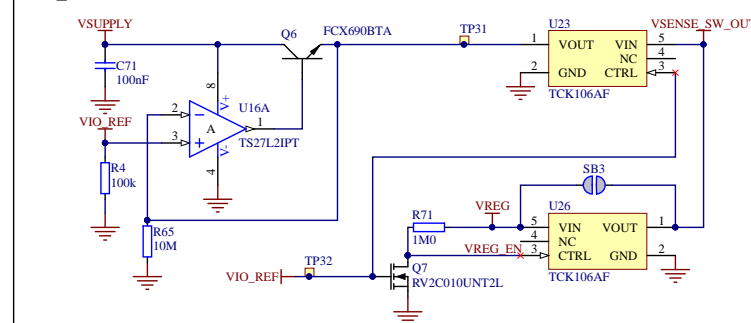 VSUPPLY
Q6
FCX690BTA
TP31
U23
C71
100nF
8
V+
U16A
2
A
1
3
TS27L2IPT
V-
4
VIO_REF
R4
100k
R65
10M
1
VOUT
VIN
5
NC
4
2
GND
CTRL
3
TCK106AF
VSENSE_SW_OUT
SB3
VREG
R71
1M0
U26
5
VIN
VOUT
1
4
NC
VREG_EN
3
CTRL
GND
2
TCK106AF
VIO_REF
TP32
Q7
RV2C010UNT2L